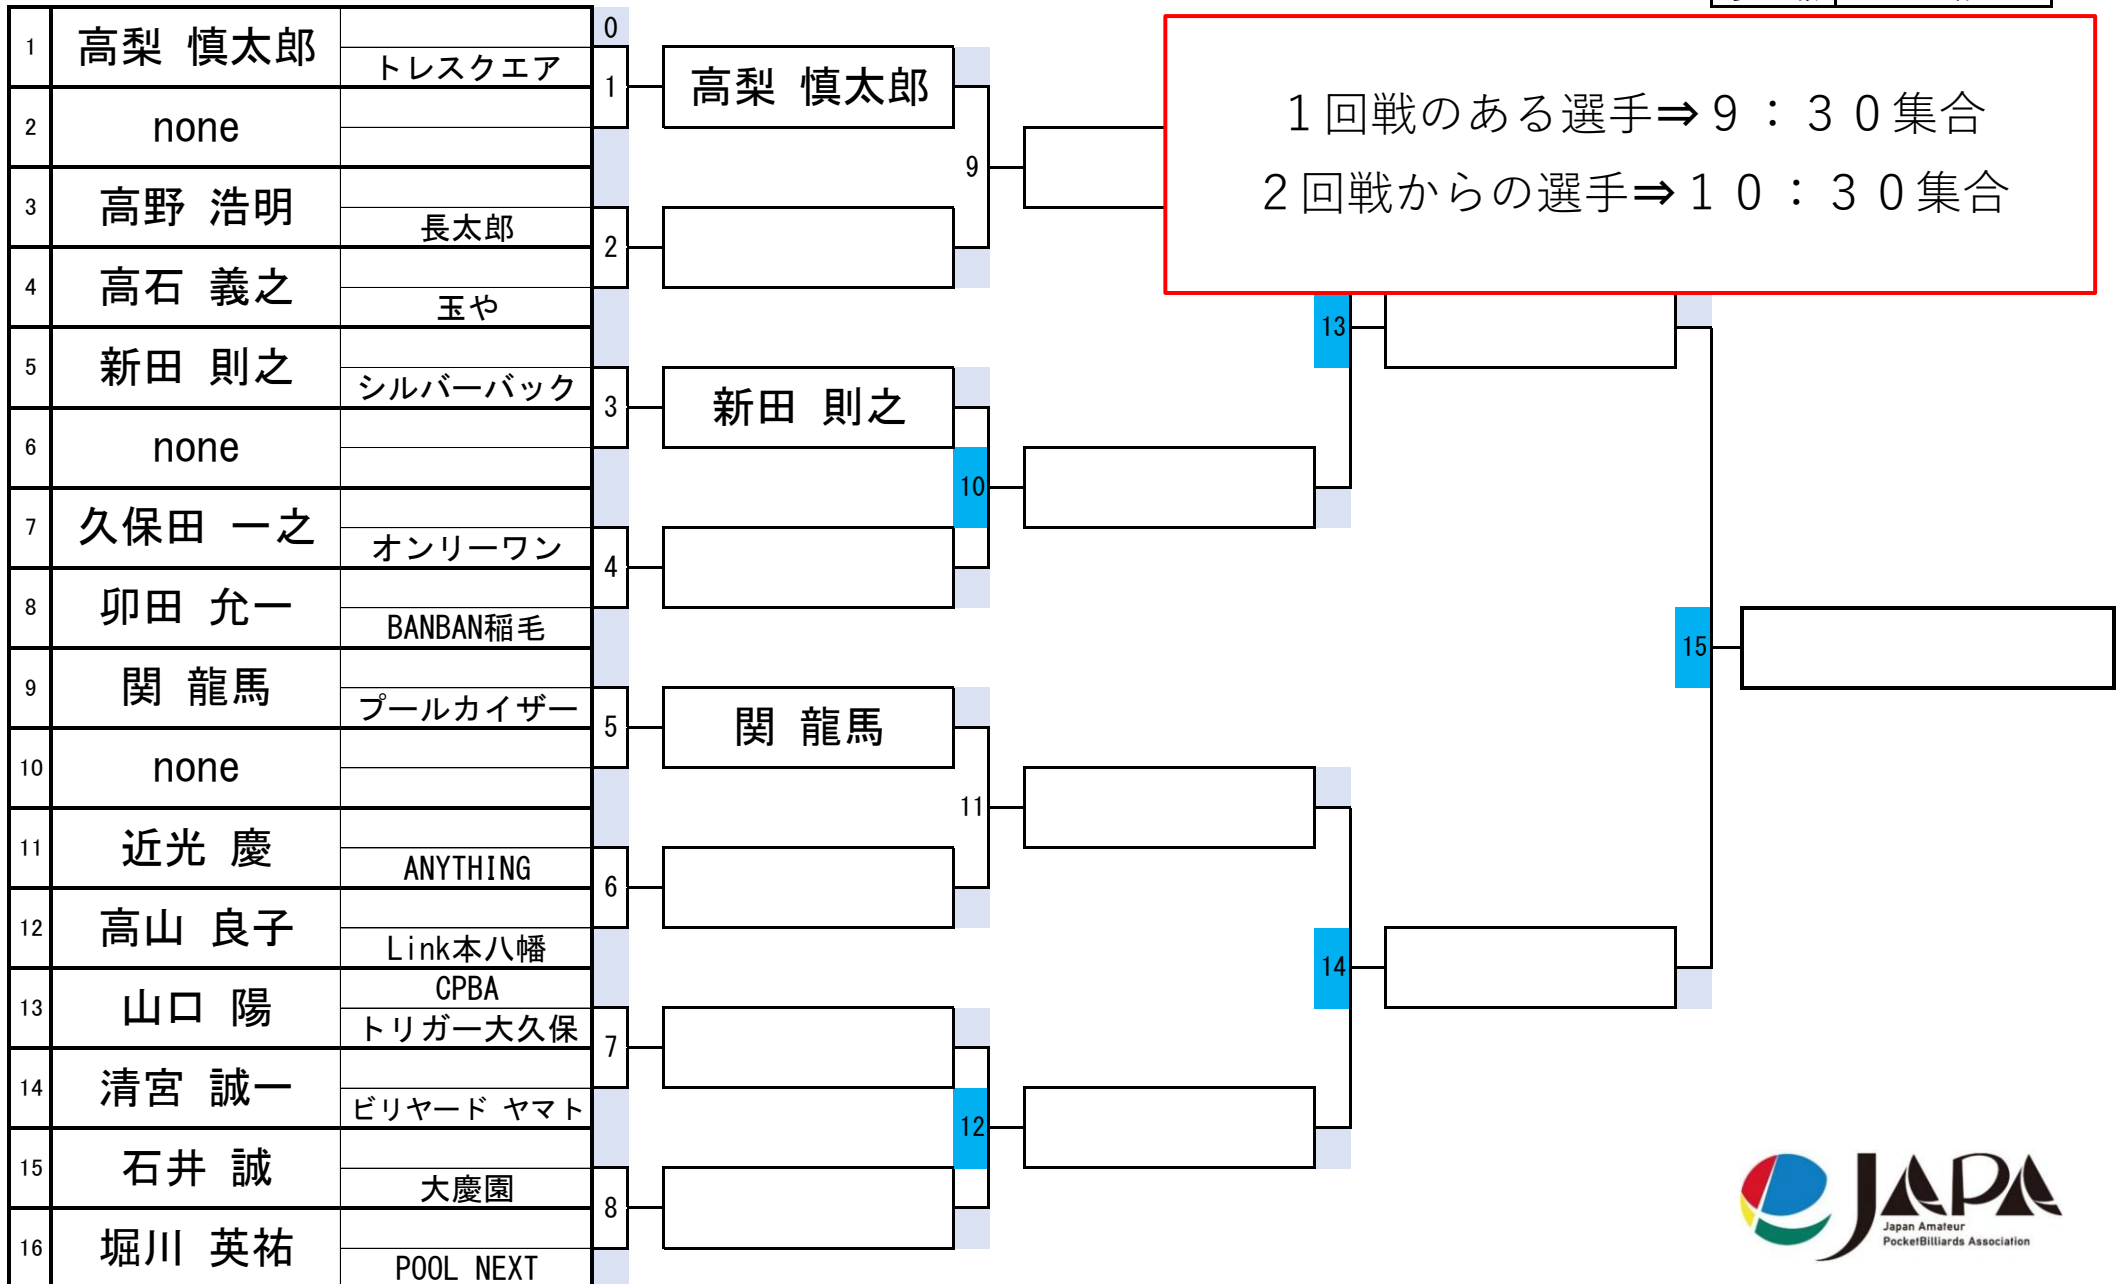 1 高梨 慎太郎 トレスクエア
2 none
3 高野 浩明 長太郎
4 高石 義之 玉や
5 新田 則之 シルバーバック
6 none
7 久保田 一之 オンリーワン
8 卯田 允一 BANBAN稲毛
9 関 龍馬 プールカイザー
10 none
11 近光 慶 ANYTHING
12 高山 良子 Link本八幡
13 山口 陽 CPBA
トリガー大久保
14 清宮 誠一 ビリヤード ヤマト
15 石井 誠 大慶園
16 堀川 英祐 POOL NEXT
0
1
2
3
4
5
6
7
8
高梨 慎太郎
新田 則之
関 龍馬
9
10
11
12
13
14
15
1回戦のある選手⇒9：30集合
2回戦からの選手⇒10：30集合
JAPA
Japan Amateur
PocketBilliards Association